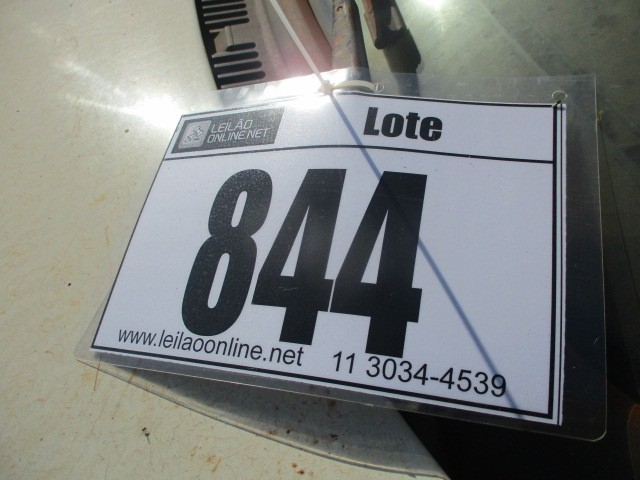 LEILÃO
ONLINE.NET
Lote
844
www.leilaoonline.net 11 3034-4539